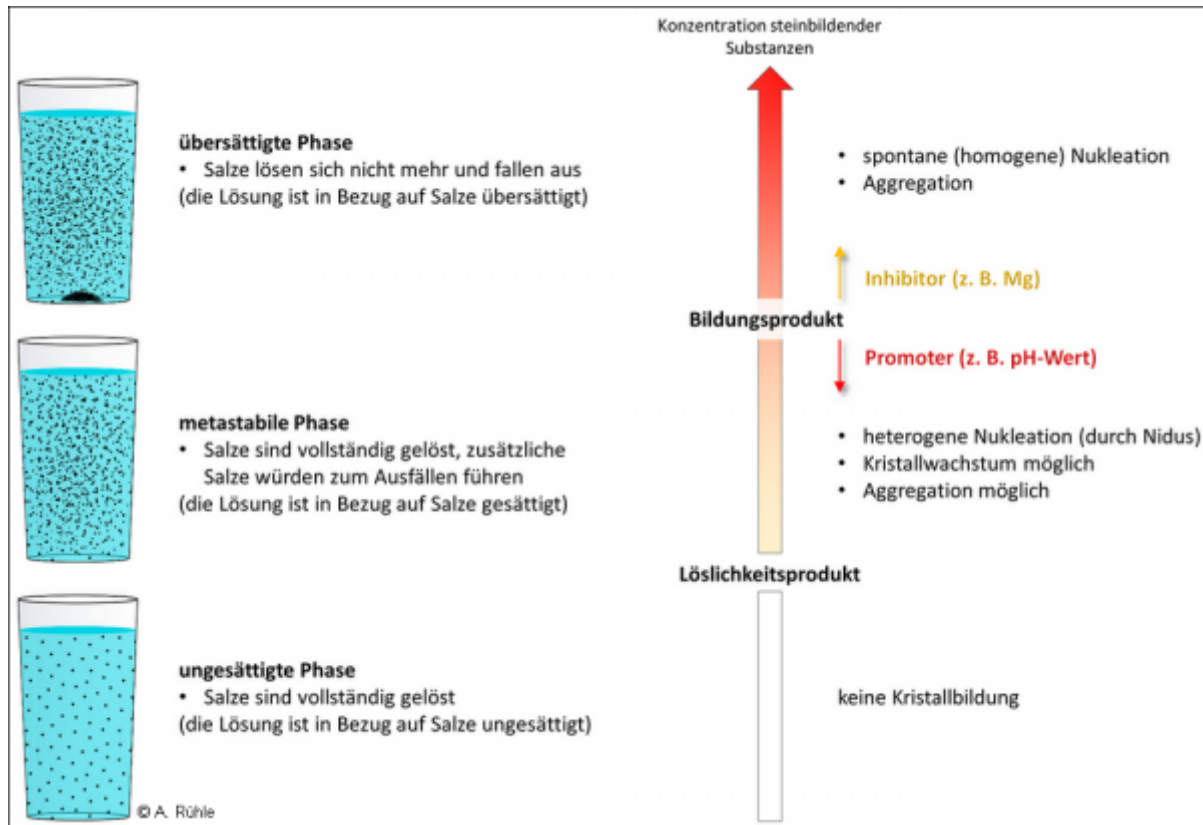 Konzentration steinbildender
Substanzen
übersättigte Phase
• Salze lösen sich nicht mehr und fallen aus
(die Lösung ist in Bezug auf Salze übersättigt)
• spontane (homogene) Nukleation
• Aggregation
Inhibitor (z. B. Mg)
Bildungsprodukt
Promoter (z. B. pH-Wert)
metastabile Phase
• Salze sind vollständig gelöst, zusätzliche
Salze würden zum Ausfällen führen
(die Lösung ist in Bezug auf Salze gesättigt)
• heterogene Nukleation (durch Nidus)
• Kristallwachstum möglich
• Aggregation möglich
Löslichkeitsprodukt
ungesättigte Phase
• Salze sind vollständig gelöst
(die Lösung ist in Bezug auf Salze ungesättigt)
keine Kristallbildung
© A. Rühle